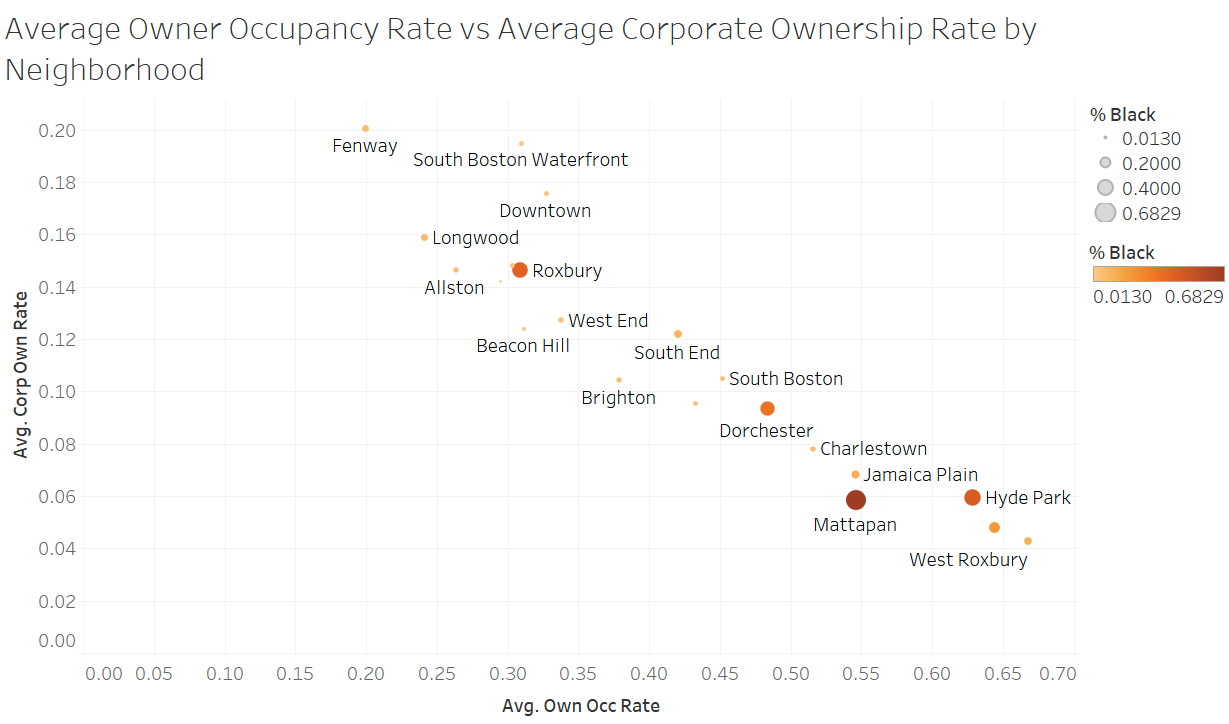 Average Owner Occupancy Rate vs Average Corporate Ownership Rate by
Neighborhood
% Black
0.0130
0.2000
0.4000
0.6829
% Black
0.0130 0.6829
Avg. Corp Own Rate
0.20
0.18
0.16
0.14
0.12
0.10
0.08
0.06
0.04
0.02
0.00
Fenway
South Boston Waterfront
Downtown
Longwood
Roxbury
Allston
West End
Beacon Hill
South End
South Boston
Brighton
Dorchester
Charlestown
Jamaica Plain
Hyde Park
Mattapan
West Roxbury
0.00 0.05 0.10 0.15 0.20 0.25 0.30 0.35 0.40 0.45 0.50 0.55 0.60 0.65 0.70
Avg. Own Occ Rate